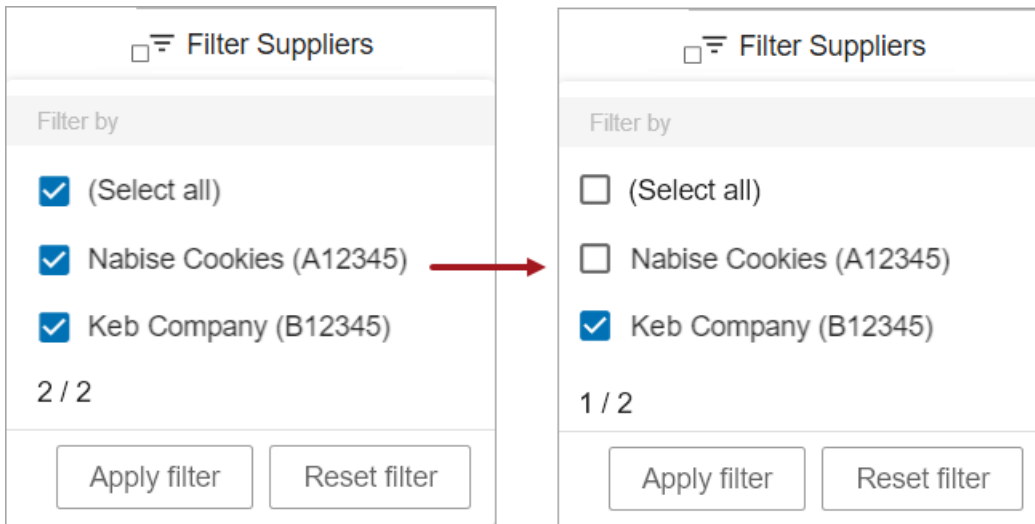 Filter Suppliers
Filter by
(Select all)
Nabise Cookies (A12345)
Keb Company (B12345)
2 / 2
Apply filter
Reset filter
Filter Suppliers
Filter by
(Select all)
Nabise Cookies (A12345)
Keb Company (B12345)
1 / 2
Apply filter
Reset filter